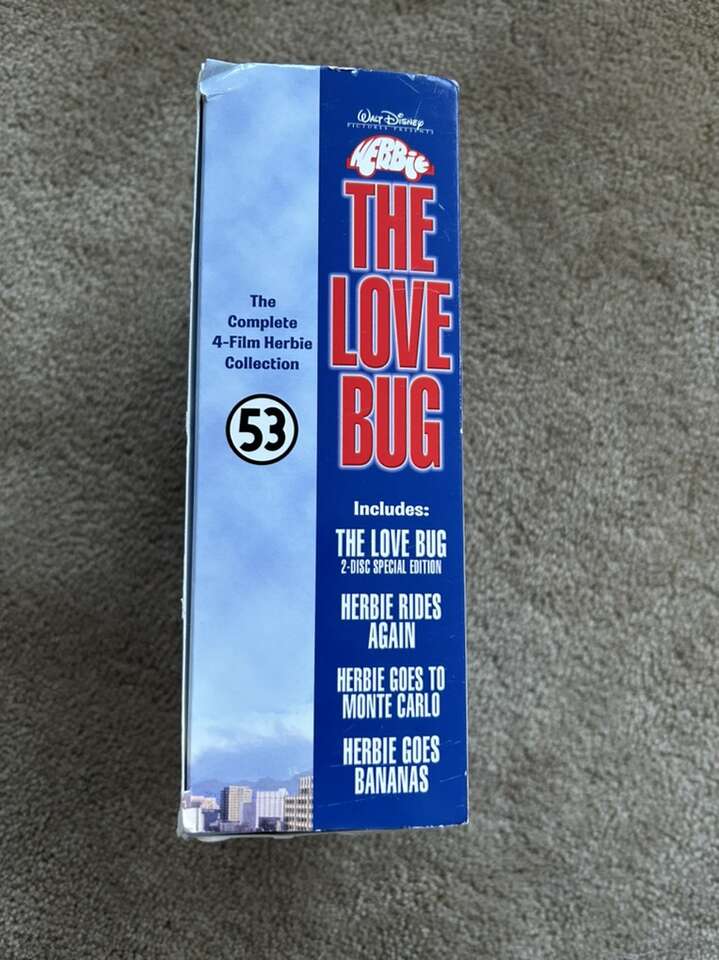 The
Complete
4-Film Herbie
Collection
53
Walt Disney
PICTURES PRESENTS
HERBIE
THE
LOVE
BUG
Includes:
THE LOVE BUG
2-DISC SPECIAL EDITION
HERBIE RIDES
AGAIN
HERBIE GOES TO
MONTE CARLO
HERBIE GOES
BANANAS